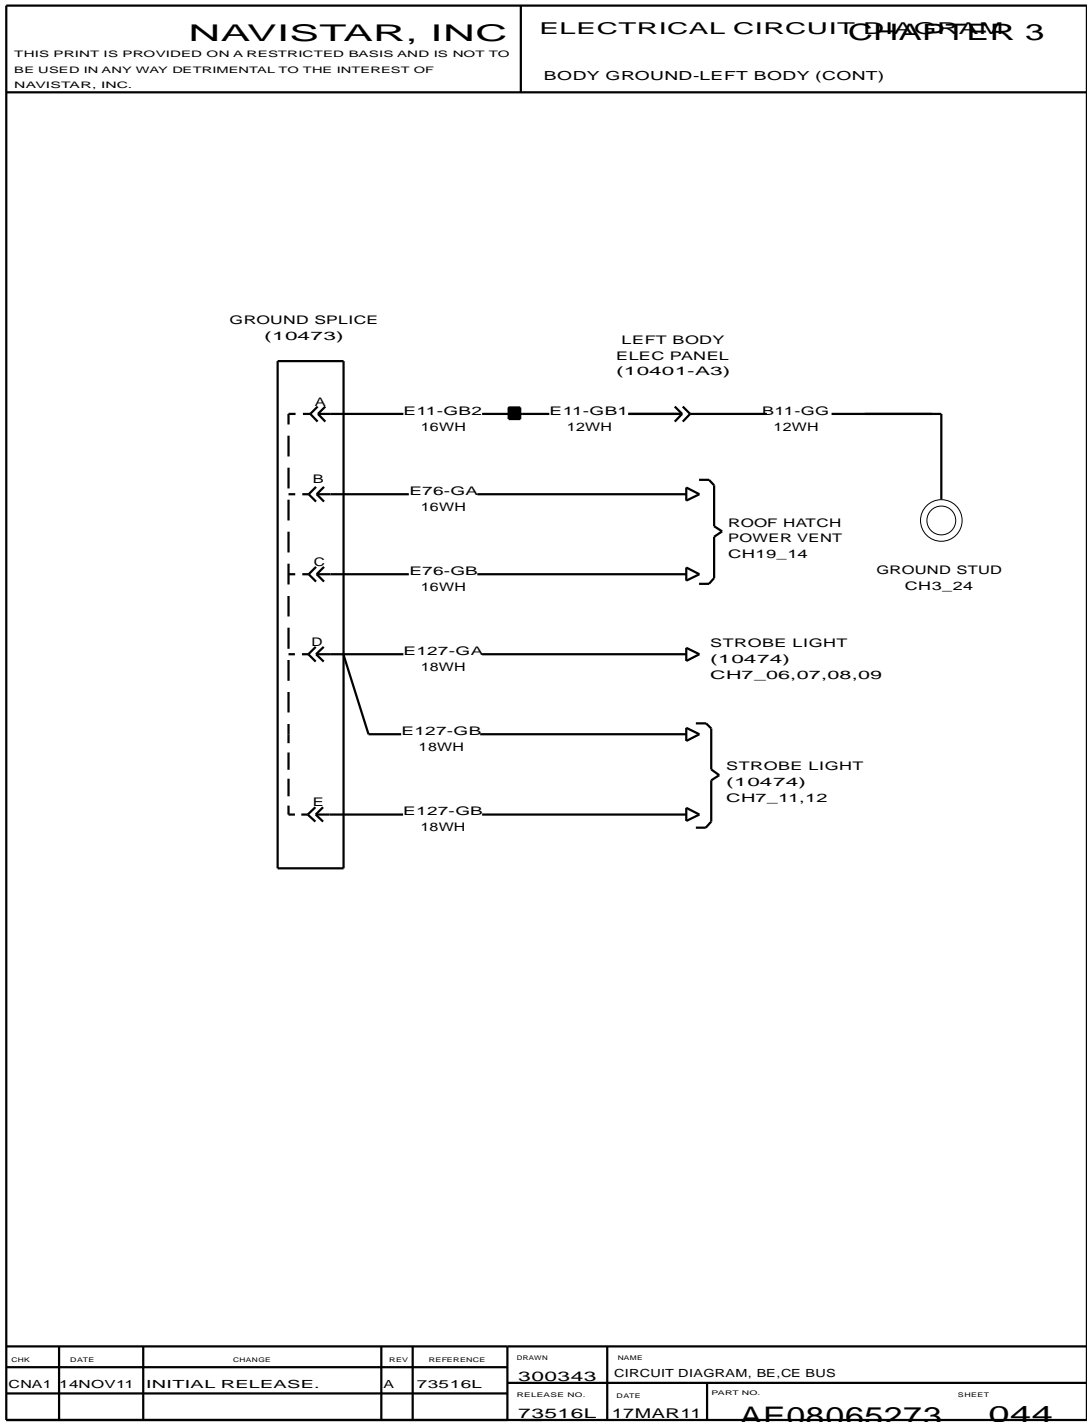 NAVISTAR, INC
THIS PRINT IS PROVIDED ON A RESTRICTED BASIS AND IS NOT TO
BE USED IN ANY WAY DETRIMENTAL TO THE INTEREST OF
NAVISTAR, INC.
ELECTRICAL CIRCUIT DIAGRAM
CHAPTER 3
BODY GROUND-LEFT BODY (CONT)
GROUND SPLICE
(10473)
LEFT BODY
ELEC PANEL
(10401-A3)
A
E11-GB2
16WH
E11-GB1
12WH
B11-GG
12WH
B
E76-GA
16WH
ROOF HATCH
POWER VENT
CH19_14
C
E76-GB
16WH
GROUND STUD
CH3_24
D
E127-GA
18WH
STROBE LIGHT
(10474)
CH7_06,07,08,09
E127-GB
18WH
STROBE LIGHT
(10474)
CH7_11,12
E
E127-GB
18WH
CHK DATE CHANGE REV REFERENCE
CNA1 14NOV11 INITIAL RELEASE. A 73516L
DRAWN
300343
NAME
CIRCUIT DIAGRAM, BE,CE BUS
RELEASE NO.
73516L
DATE
17MAR11
PART NO.
AE08065273
SHEET
044